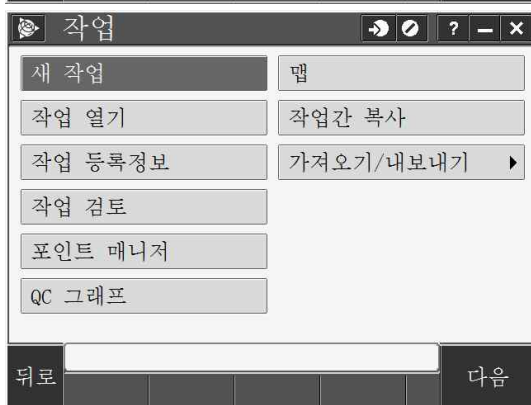 작업
? – ×
새 작업
작업 열기
작업 등록정보
작업 검토
포인트 매니저
QC 그래프
맵
작업간 복사
가져오기/내보내기
뒤로
다음